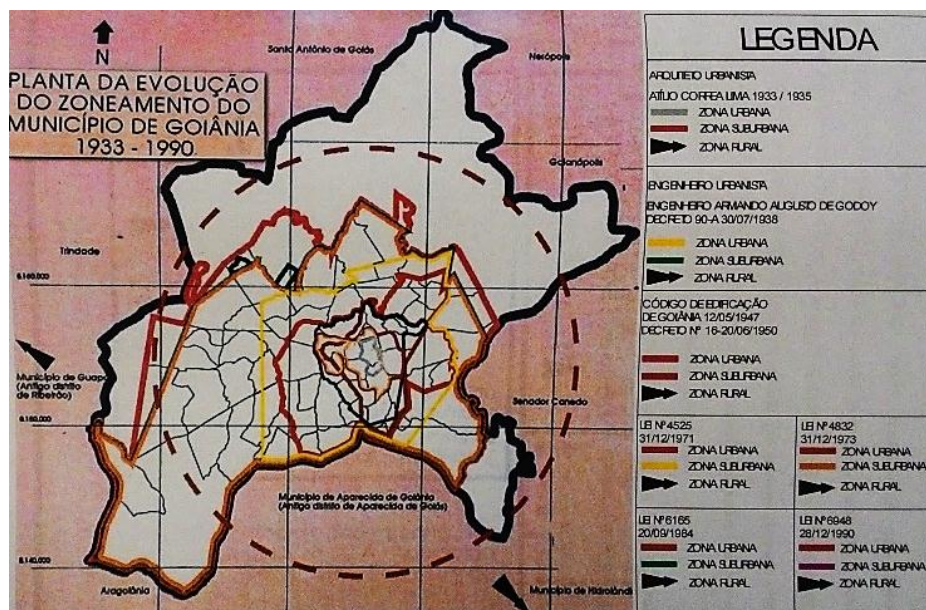 N
PLANTA DA EVOLUÇÃO
DO ZONEAMENTO DO
MUNICÍPIO DE GOIÂNIA
1933 - 1990.
Santo Antônio de Goiás
Nerópolis
Goianápolis
Trindade
8.160.000
Município de Guapó
(Antigo distrito
de Ribeirão)
Senador Canedo
Município de Aparecida de Goiânia
(Antigo distrito de Aparecida de Goiás)
8.140.000
Aragoiânia
Município de Hidrolândi
LEGENDA
ARQUITETO URBANISTA
ATÍLIO CORREA LIMA 1933 / 1935
ZONA URBANA
ZONA SUBURBANA
ZONA RURAL
ENGENHEIRO URBANISTA
ENGENHEIRO ARMANDO AUGUSTO DE GODOY
DECRETO 90-A 30/07/1938
ZONA URBANA
ZONA SUBURBANA
ZONA RURAL
CÓDIGO DE EDIFICAÇÃO
DE GOIÂNIA 12/05/1947
DECRETO Nº 16-20/06/1950
ZONA URBANA
ZONA SUBURBANA
ZONA RURAL
LEI Nº4525
31/12/1971
ZONA URBANA
ZONA SUBURBANA
ZONA RURAL
LEI Nº4832
31/12/1973
ZONA URBANA
ZONA SUBURBANA
ZONA RURAL
LEI Nº6165
20/09/1984
ZONA URBANA
ZONA SUBURBANA
ZONA RURAL
LEI Nº6948
28/12/1990
ZONA URBANA
ZONA SUBURBANA
ZONA RURAL